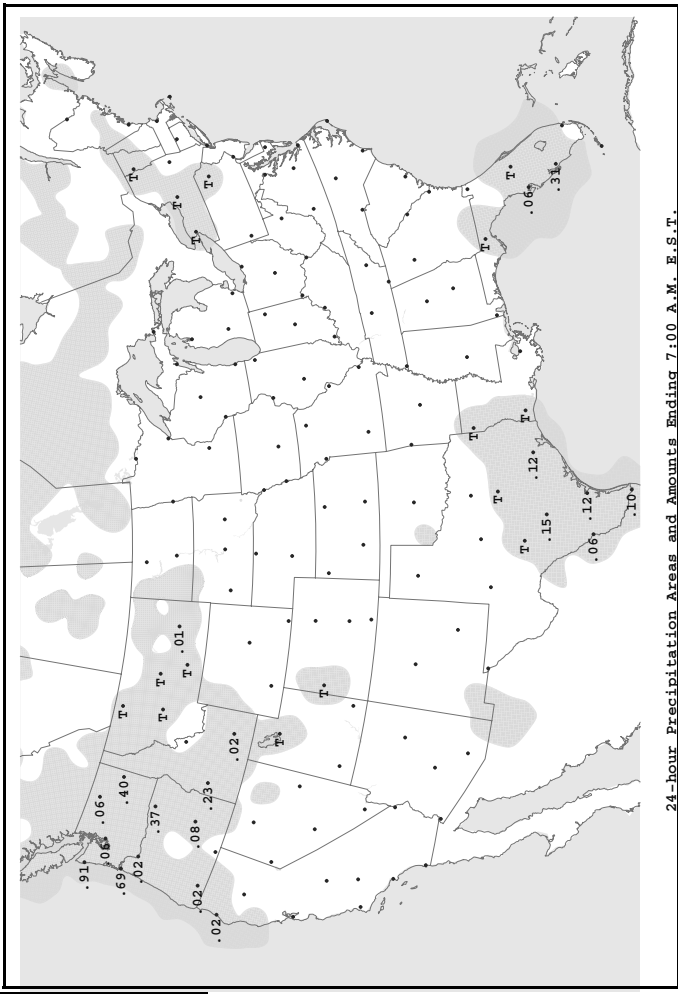 .91
.06
.06
.69
.40
T
T
.02
.37
T
T
T
.01
T
.08
T
.02
.23
T
.02
.02
T
T
T
T
T
T
T
T
.06
.12
.15
.31
.12
.06
.10
24-hour Precipitation Areas and Amounts Ending 7:00 A.M. E.S.T.